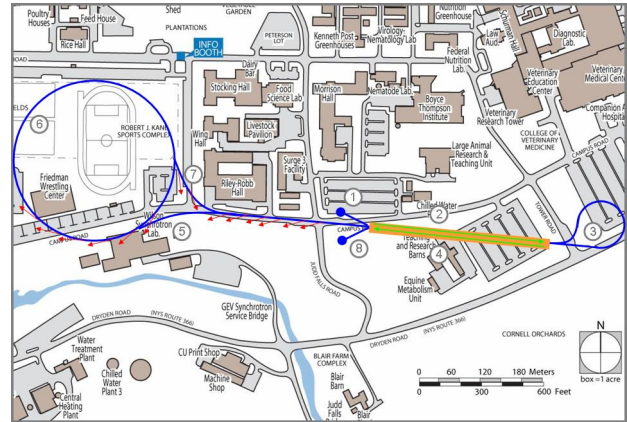 Poultry
Houses
Feed House
Rice Hall
Shed
PLANTATIONS
GARDEN
INFO
BOOTH
PETERSON
LOT
Kenneth Post
Greenhouses
Virology-
Nematology Lab
Nutrition
Greenhouse
Federal
Nutrition
Lab.
Law
Aud.
Schurman Hall
Diagnostic
Lab.
Veterinary
Education
Center
Veterinary
Medical Cente
Companion A
Hospita
ROAD
Dairy
Bar
Stocking Hall
Food
Science Lab
Morrison
Hall
Nematode Lab
Boyce
Thompson
Institute
Veterinary
Research Tower
COLLEGE OF
VETERINARY
MEDICINE
CAMPUS ROAD
6
ELDS
ROBERT J. KANE
SPORTS COMPLEX
Wing
Hall
Livestock
Pavilion
Large Animal
Research &
Teaching Unit
Surge 3
Facility
Friedman
Wrestling
Center
7
Riley-Robb
Hall
1
Chilled Water
2
TOWER ROAD
3
CAMPUS ROAD
Wilson
Synchrotron
Lab.
5
CAMPUS
8
Teaching
and Research
Barns
4
Equine
Metabolism
Unit
JUDD FALLS ROAD
GEV Synchrotron
Service Bridge
DRYDEN ROAD
(NYS ROUTE 366)
DRYDEN ROAD
(NYS ROUTE 366)
CORNELL ORCHARDS
N
box =1 acre
Water
Treatment
Plant
Chilled
Water
Plant 3
CU Print Shop
Machine
Shop
BLAIR FARM
COMPLEX
Blair
Barn
Judd
Falls
Central
Heating
Plant
0 60 120 180 Meters
0 300 600 Feet